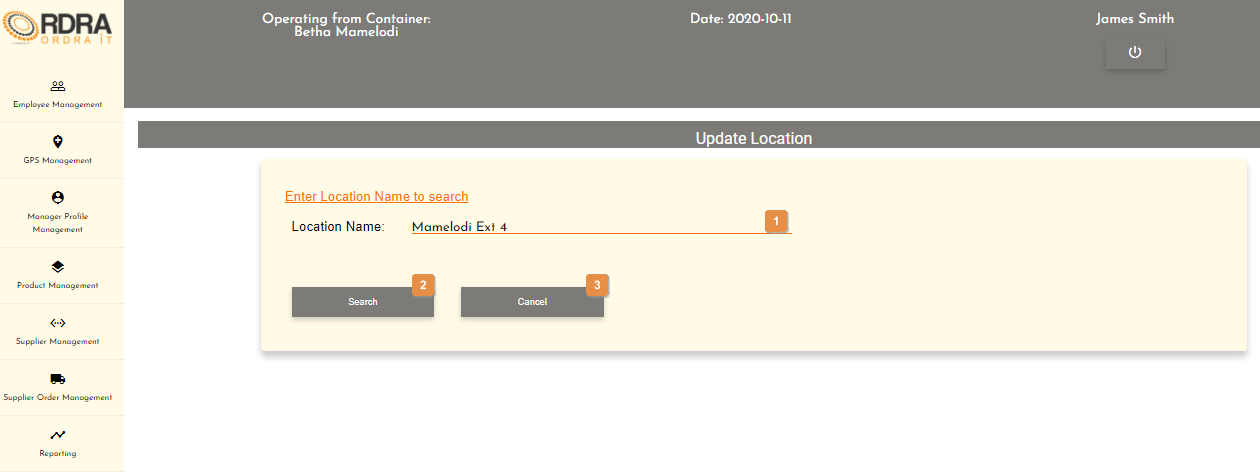 ORDRA
ORDRA iT
Operating from Container:
Betha Mamelodi
Date: 2020-10-11
James Smith
Employee Management
GPS Management
Manager Profile
Management
Product Management
Supplier Management
Supplier Order Management
Reporting
Update Location
Enter Location Name to search
Location Name: Mamelodi Ext 4 1
Search 2 Cancel 3